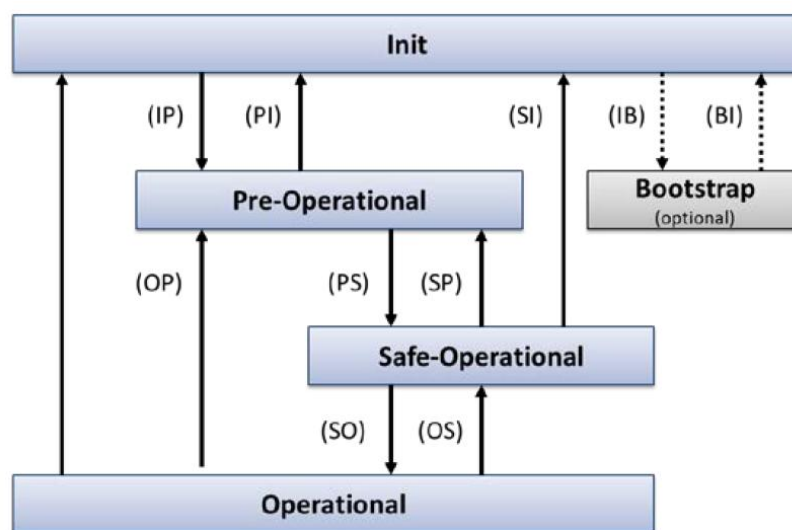 Init
(IP)
(PI)
(SI)
(IB)
(BI)
Pre-Operational
Bootstrap
(optional)
(OP)
(PS)
(SP)
Safe-Operational
(SO)
(OS)
Operational